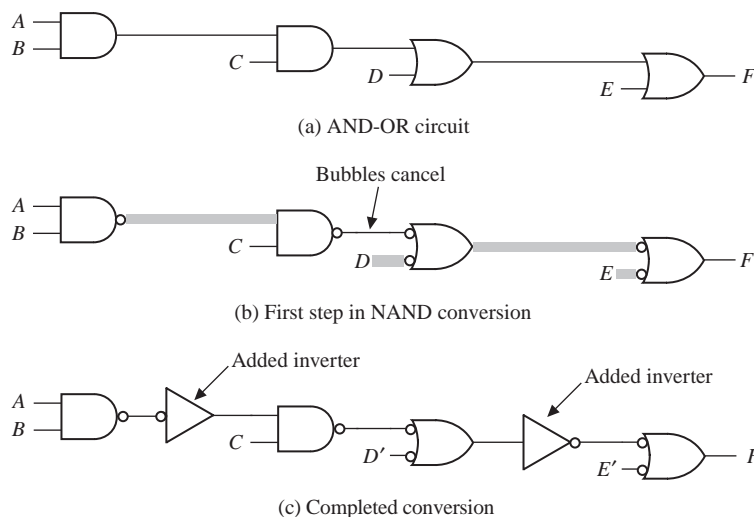 A
B
C
D
E
F
(a) AND-OR circuit
Bubbles cancel
A
B
C
D
E
F
(b) First step in NAND conversion
Added inverter
Added inverter
A
B
C
D′
E′
F
(c) Completed conversion